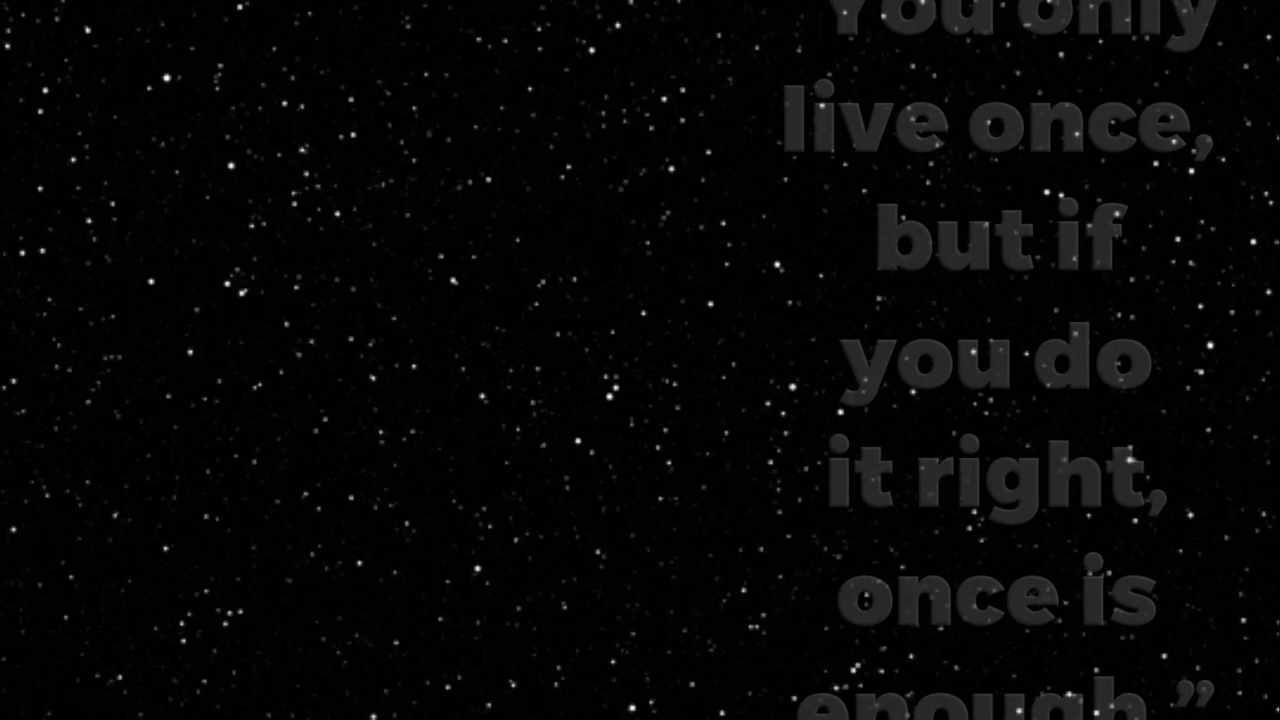 You only
live once,
but if
you do
it right,
once is
enough.”